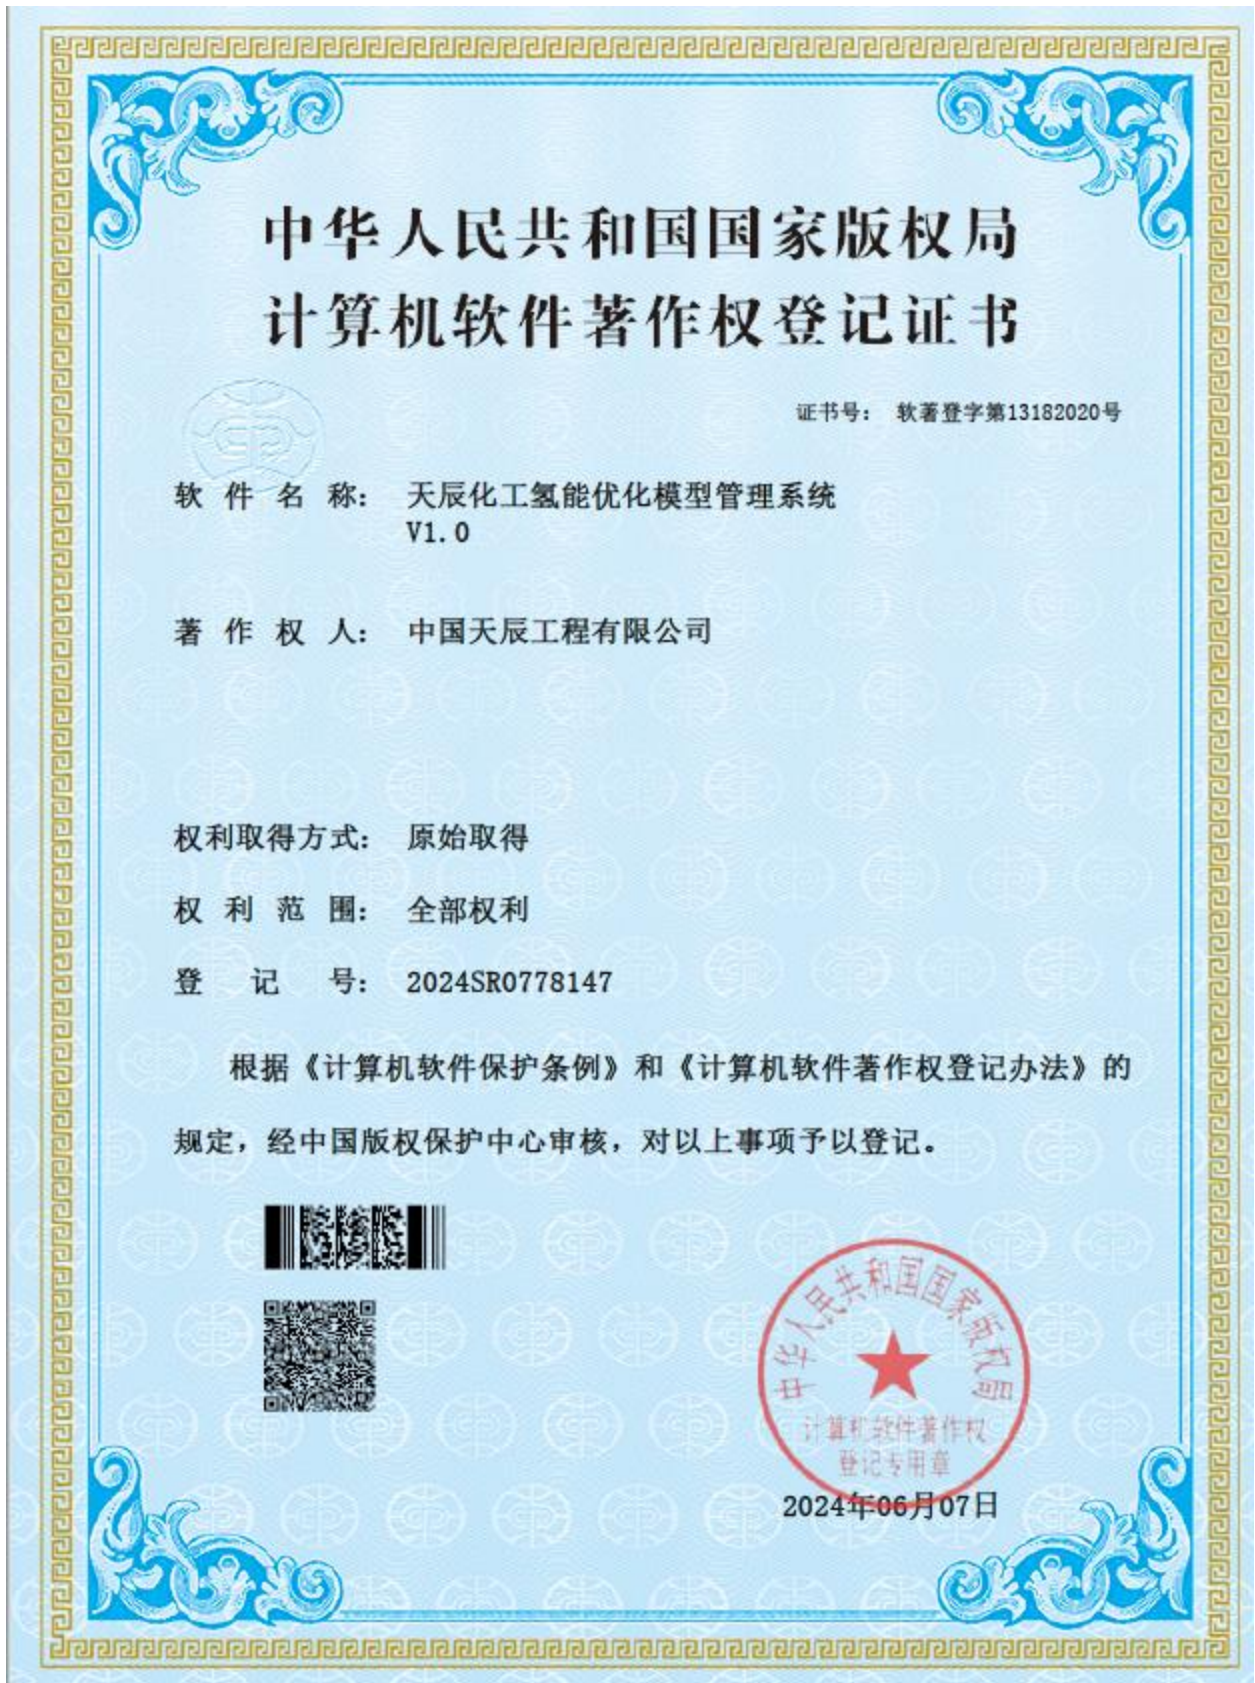 中华人民共和国国家版权局
计算机软件著作权登记证书
证书号： 软著登字第13182020号
软件名称： 天辰化工氢能优化模型管理系统
V1.0
著作权人： 中国天辰工程有限公司
权利取得方式： 原始取得
权利范围： 全部权利
登记号： 2024SR0778147
根据《计算机软件保护条例》和《计算机软件著作权登记办法》的
规定，经中国版权保护中心审核，对以上事项予以登记。
中华人民共和国国家版权局
计算机软件著作权
登记专用章
2024年06月07日